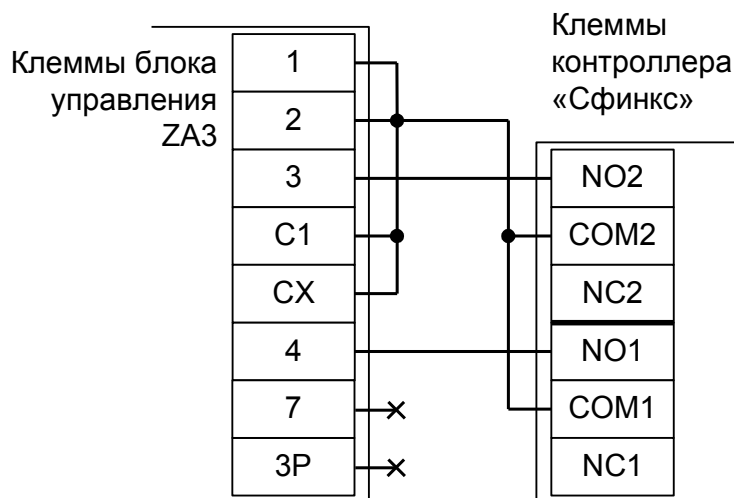 Клеммы блока
управления
ZA3
1
2
3
C1
CX
4
7
3P
Клеммы
контроллера
«Сфинкс»
NO2
COM2
NC2
NO1
COM1
NC1